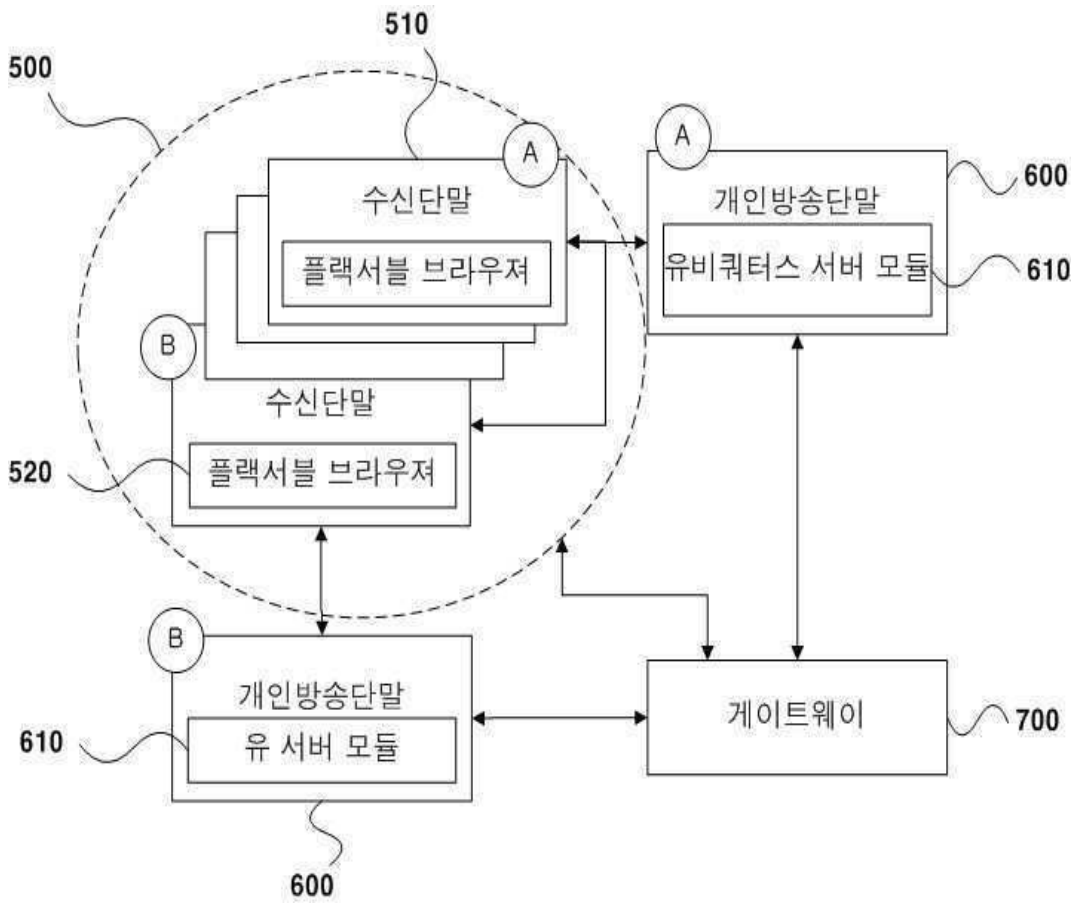 510
500
A
A
수신단말
플랙서블 브라우져
600
개인방송단말
유비쿼터스 서버 모듈
610
B
수신단말
플랙서블 브라우져
520
B
개인방송단말
유 서버 모듈
610
600
게이트웨이
700